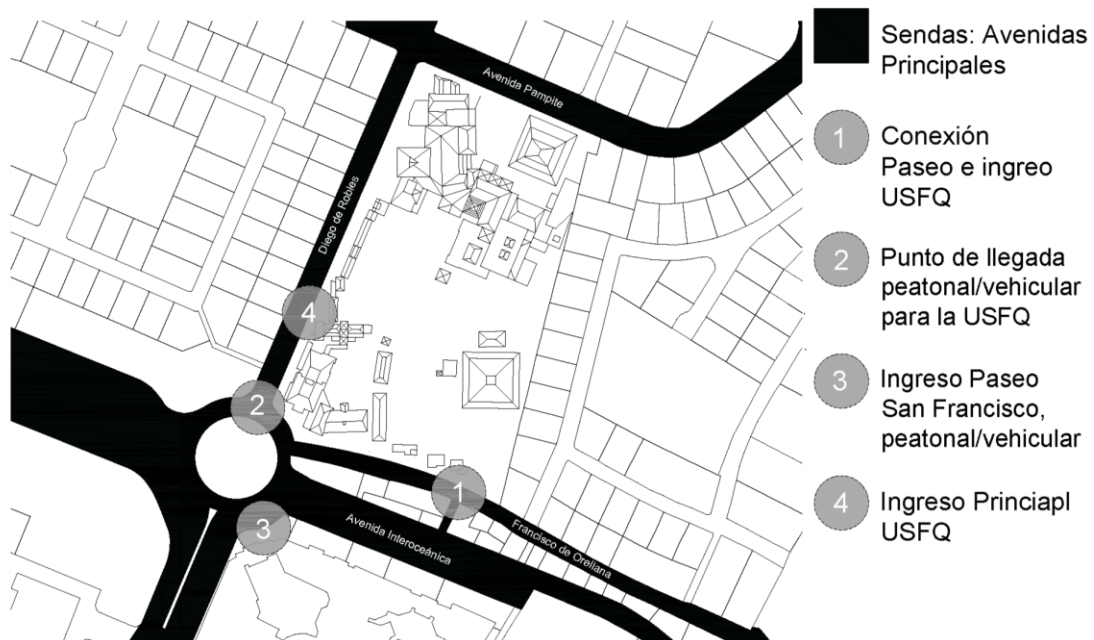 Avenida Pampite
Diego de Robles
4
2
1
3
Avenida Interoceánica
Francisco de Orellana
Sendas: Avenidas
Principales
1
Conexión
Paseo e ingreo
USFQ
2
Punto de llegada
peatonal/vehicular
para la USFQ
3
Ingreso Paseo
San Francisco,
peatonal/vehicular
4
Ingreso Princiapl
USFQ